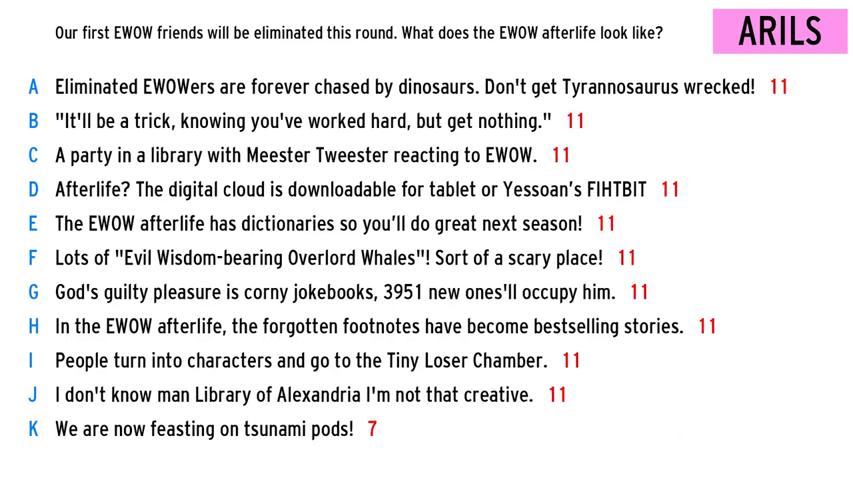 Our first EWOW friends will be eliminated this round. What does the EWOW afterlife look like?
ARILS
A Eliminated EWOWers are forever chased by dinosaurs. Don't get Tyrannosaurus wrecked! 11
B "It'll be a trick, knowing you've worked hard, but get nothing." 11
C A party in a library with Meester Tweester reacting to EWOW. 11
D Afterlife? The digital cloud is downloadable for tablet or Yessoan’s FIHTBIT 11
E The EWOW afterlife has dictionaries so you’ll do great next season! 11
F Lots of "Evil Wisdom-bearing Overlord Whales"! Sort of a scary place! 11
G God's guilty pleasure is corny jokebooks, 3951 new ones'll occupy him. 11
H In the EWOW afterlife, the forgotten footnotes have become bestselling stories. 11
I People turn into characters and go to the Tiny Loser Chamber. 11
J I don't know man Library of Alexandria I'm not that creative. 11
K We are now feasting on tsunami pods! 7